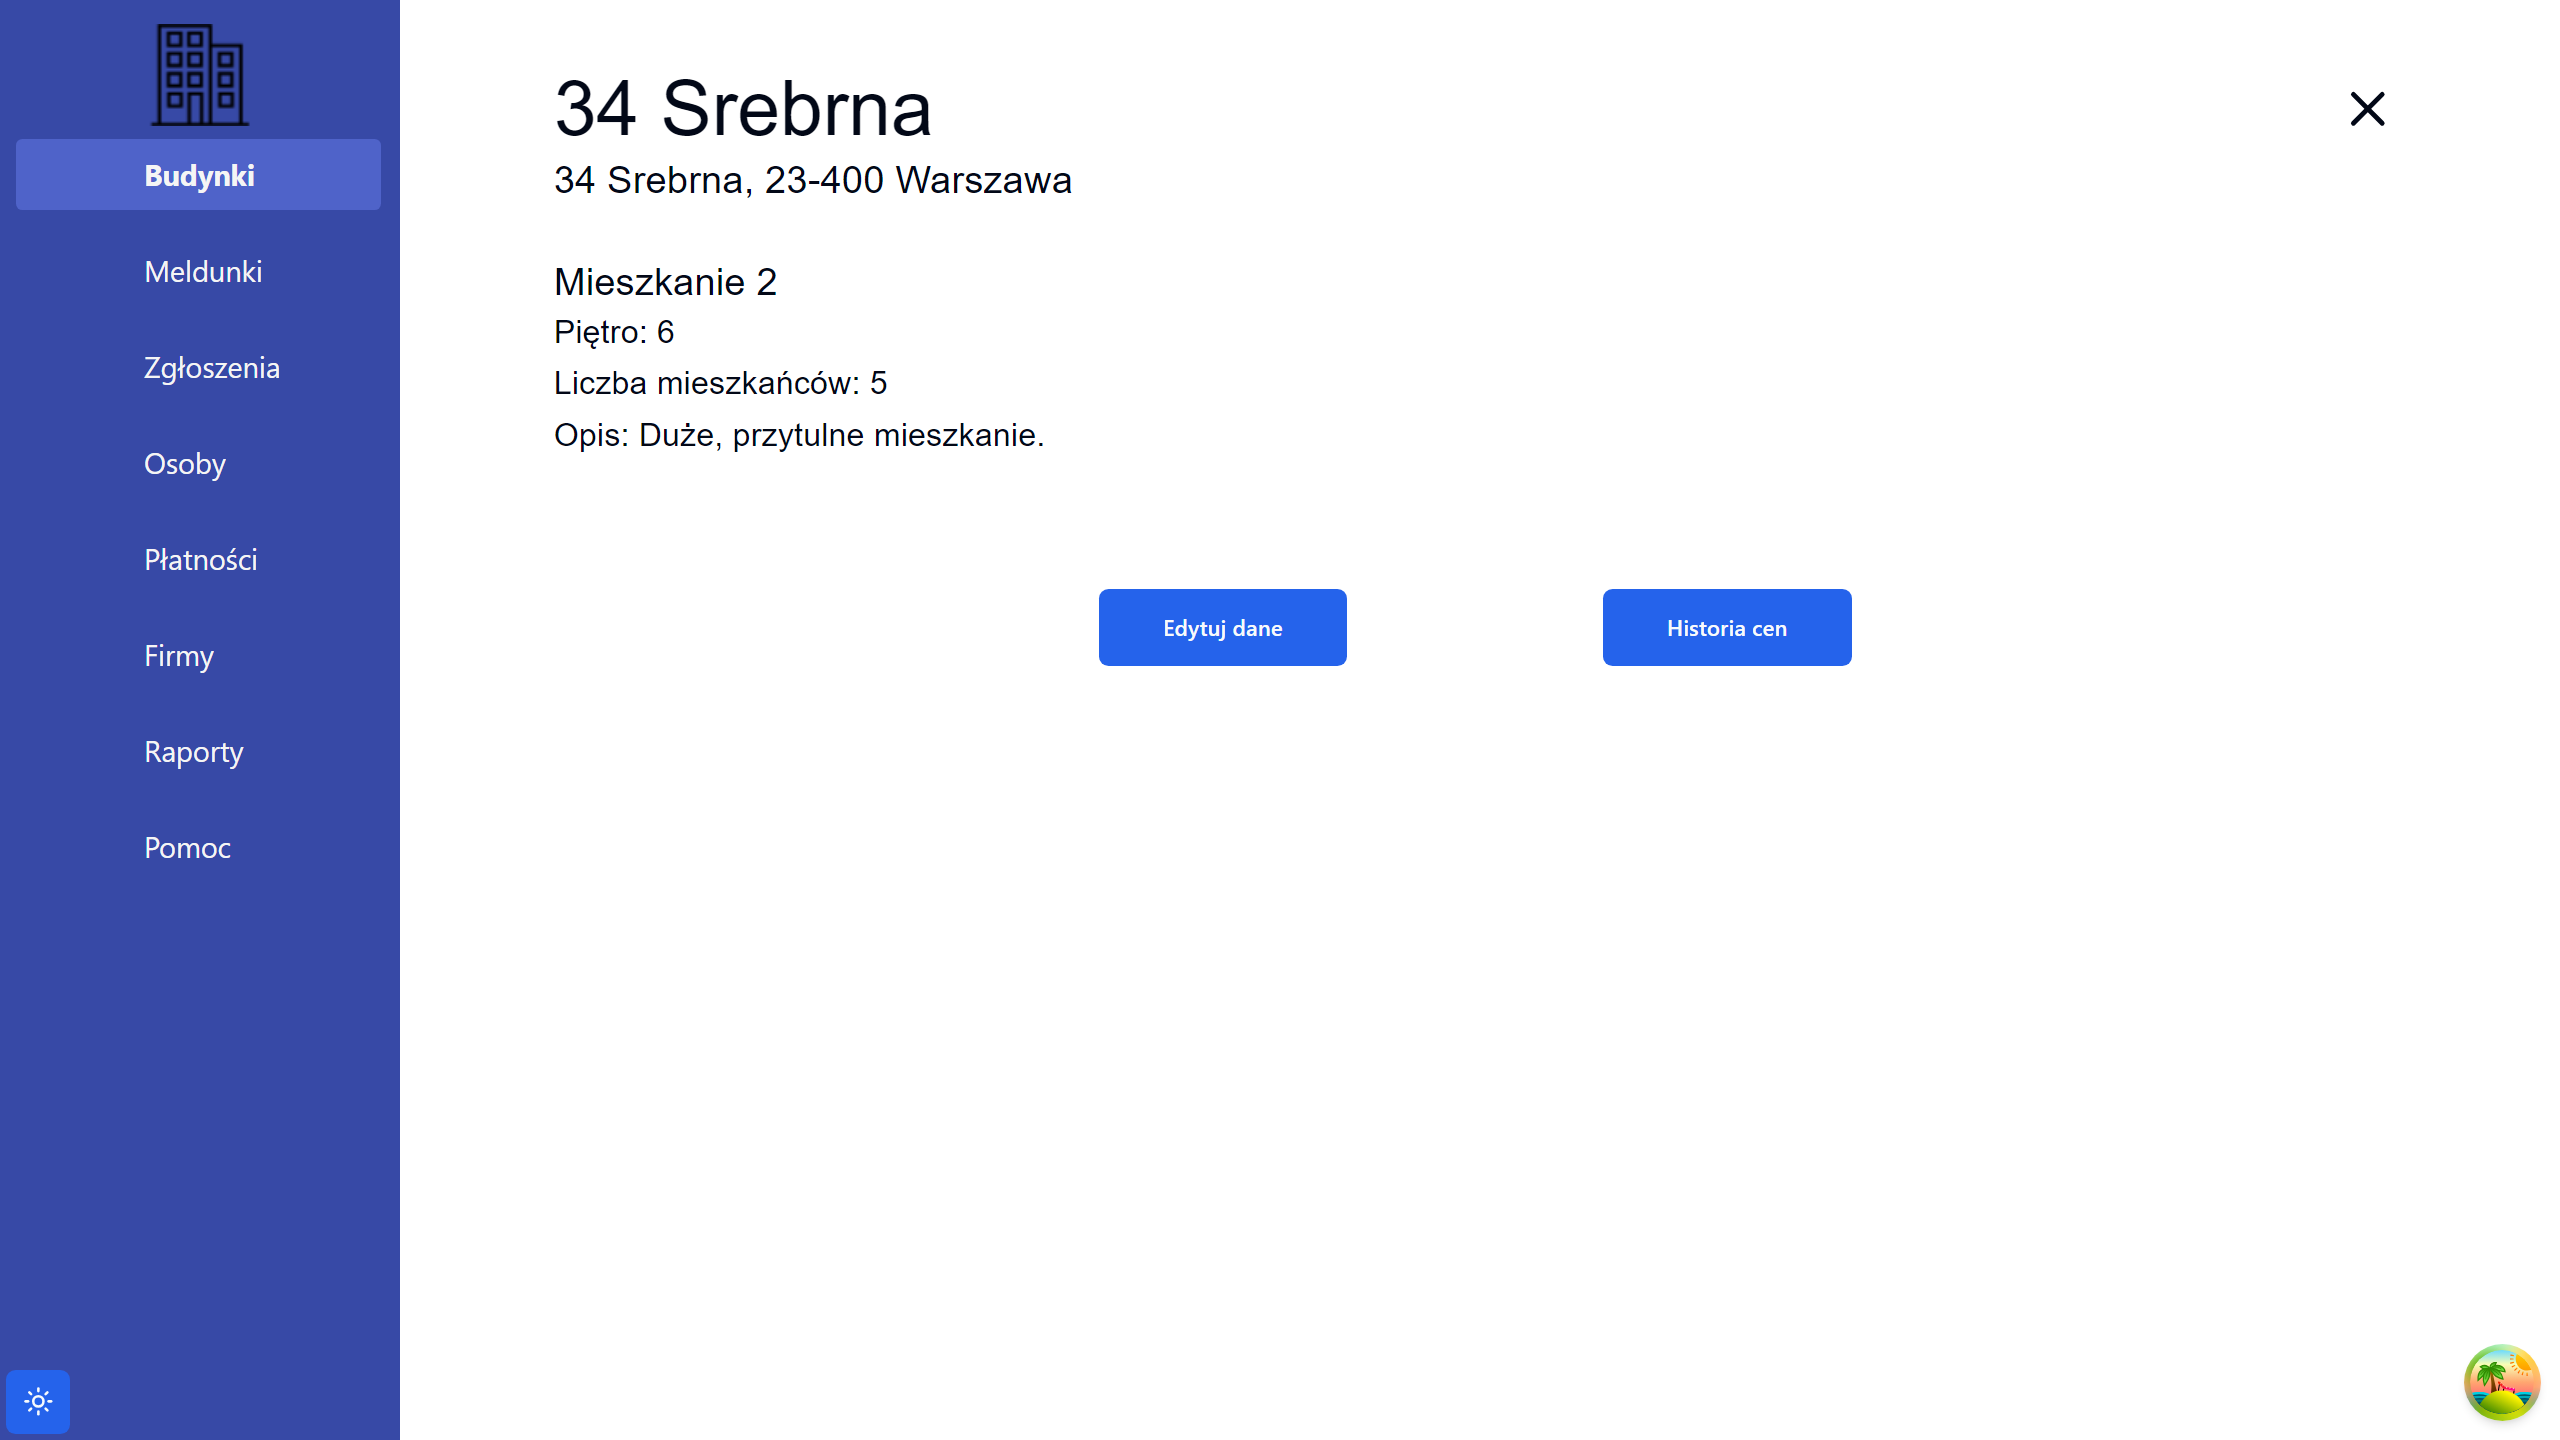 Budynki
Meldunki
Zgłoszenia
Osoby
Płatności
Firmy
Raporty
Pomoc
34 Srebrna
34 Srebrna, 23-400 Warszawa
Mieszkanie 2
Piętro: 6
Liczba mieszkańców: 5
Opis: Duże, przytulne mieszkanie.
Edytuj dane
Historia cen